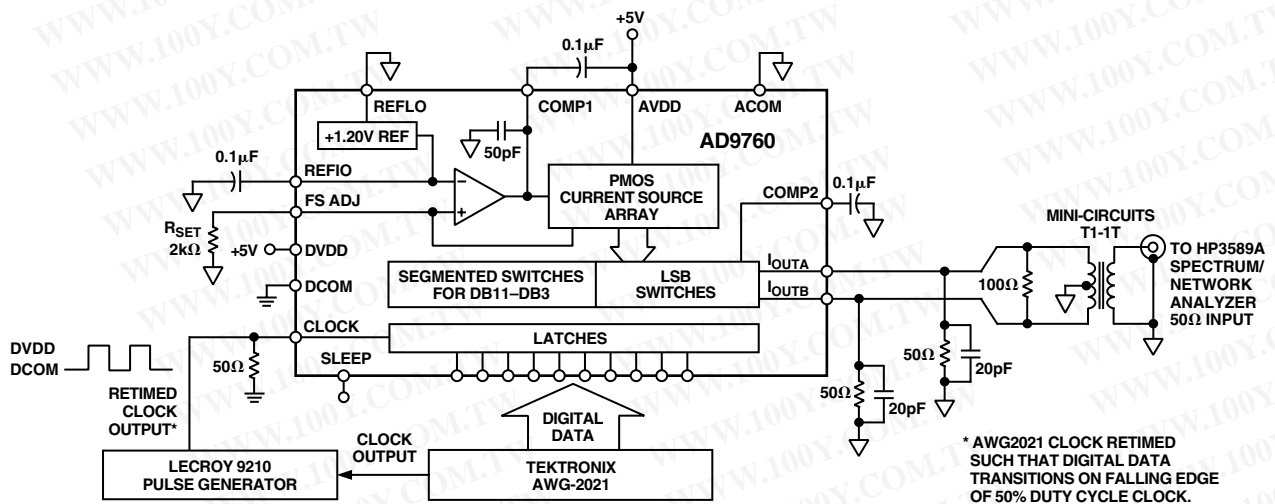 +5V
0.1µF
REFLO
COMP1
AVDD
ACOM
+1.20V REF
50pF
AD9760
0.1µF
REFIO
FS ADJ
PMOS
CURRENT SOURCE
ARRAY
COMP2
0.1µF
RSET
2kΩ
+5V
DVDD
DCOM
SEGMENTED SWITCHES
FOR DB11–DB3
LSB
SWITCHES
IOUTA
IOUTB
MINI-CIRCUITS
T1-1T
100Ω
TO HP3589A
SPECTRUM/
NETWORK
ANALYZER
50Ω INPUT
CLOCK
LATCHES
50Ω
SLEEP
DVDD
DCOM
50Ω
20pF
50Ω
20pF
RETIMED
CLOCK
OUTPUT*
DIGITAL
DATA
CLOCK
OUTPUT
LECROY 9210
PULSE GENERATOR
TEKTRONIX
AWG-2021
* AWG2021 CLOCK RETIMED
SUCH THAT DIGITAL DATA
TRANSITIONS ON FALLING EDGE
OF 50% DUTY CYCLE CLOCK.
WWW.100Y.COM.TW